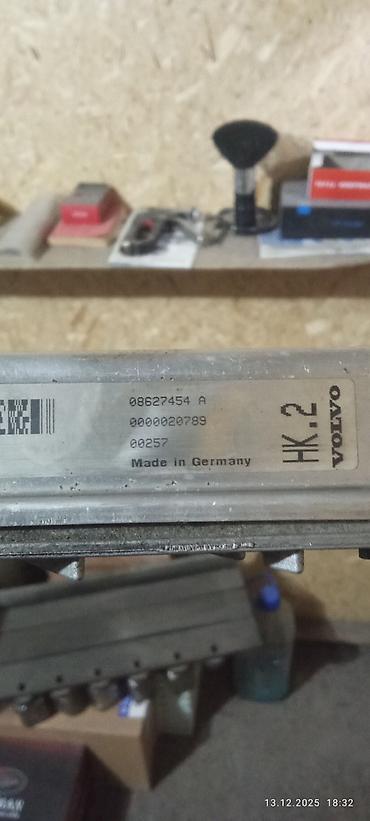 08627454 A
0000020789
00257
Made in Germany
HK.2
VOLVO
13.12.2025 18:32